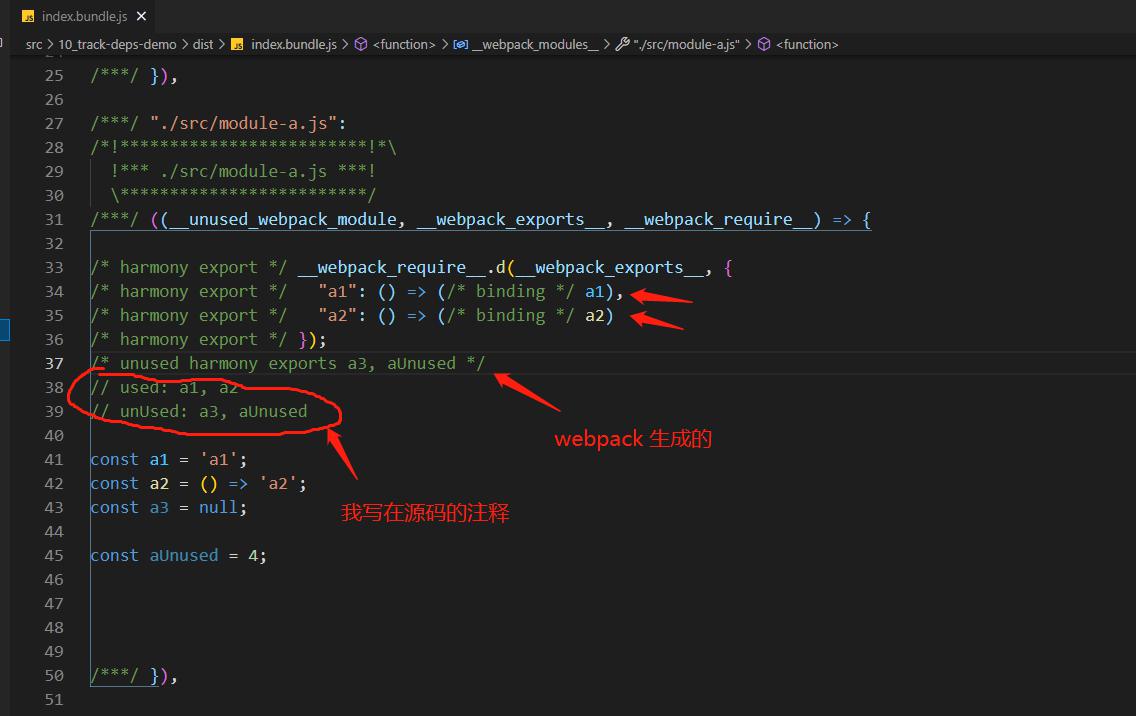 JS index.bundle.js ×
src > 10_track-deps-demo > dist > JS index.bundle.js > <function> > __webpack_modules__ > "./src/module-a.js" > <function>
25 /***/ }),
26
27 /***/ "./src/module-a.js":
28 /*!*************************!*\
29   !*** ./src/module-a.js ***!
30   \*************************/
31 /***/ ((__unused_webpack_module, __webpack_exports__, __webpack_require__) => {
32
33 /* harmony export */ __webpack_require__.d(__webpack_exports__, {
34 /* harmony export */   "a1": () => (/* binding */ a1),
35 /* harmony export */   "a2": () => (/* binding */ a2)
36 /* harmony export */ });
37 /* unused harmony exports a3, aUnused */
38 // used: a1, a2
39 // unUsed: a3, aUnused
webpack 生成的
40
41 const a1 = 'a1';
42 const a2 = () => 'a2';
43 const a3 = null;
我写在源码的注释
44
45 const aUnused = 4;
46
47
48
49
50 /***/ }),
51